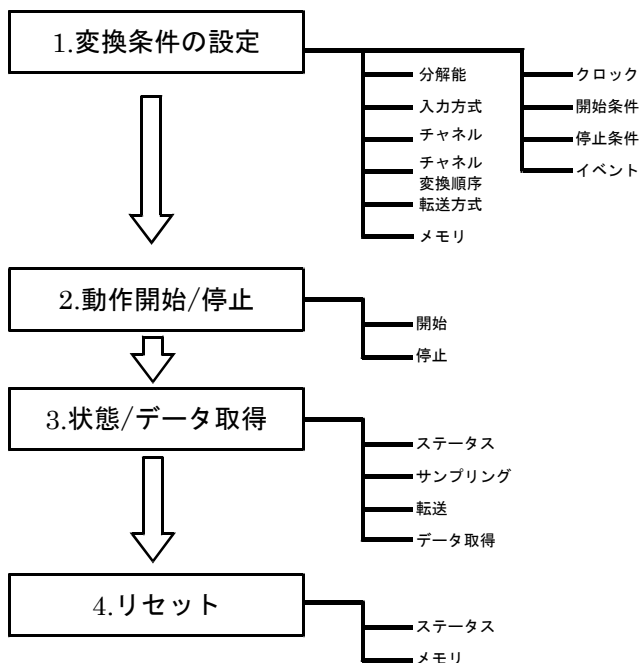 1.変換条件の設定
分解能
入力方式
チャネル
チャネル
変換順序
転送方式
メモリ
クロック
開始条件
停止条件
イベント
2.動作開始/停止
開始
停止
3.状態/データ取得
ステータス
サンプリング
転送
データ取得
4.リセット
ステータス
メモリ